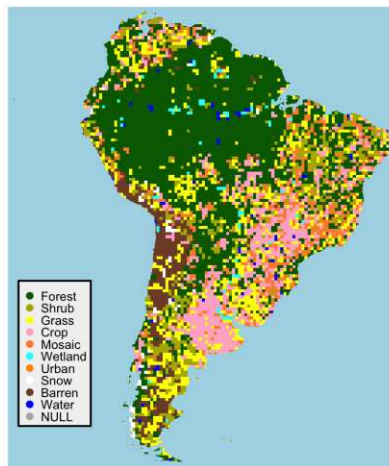 Forest
Shrub
Grass
Crop
Mosaic
Wetland
Urban
Snow
Barren
Water
NULL